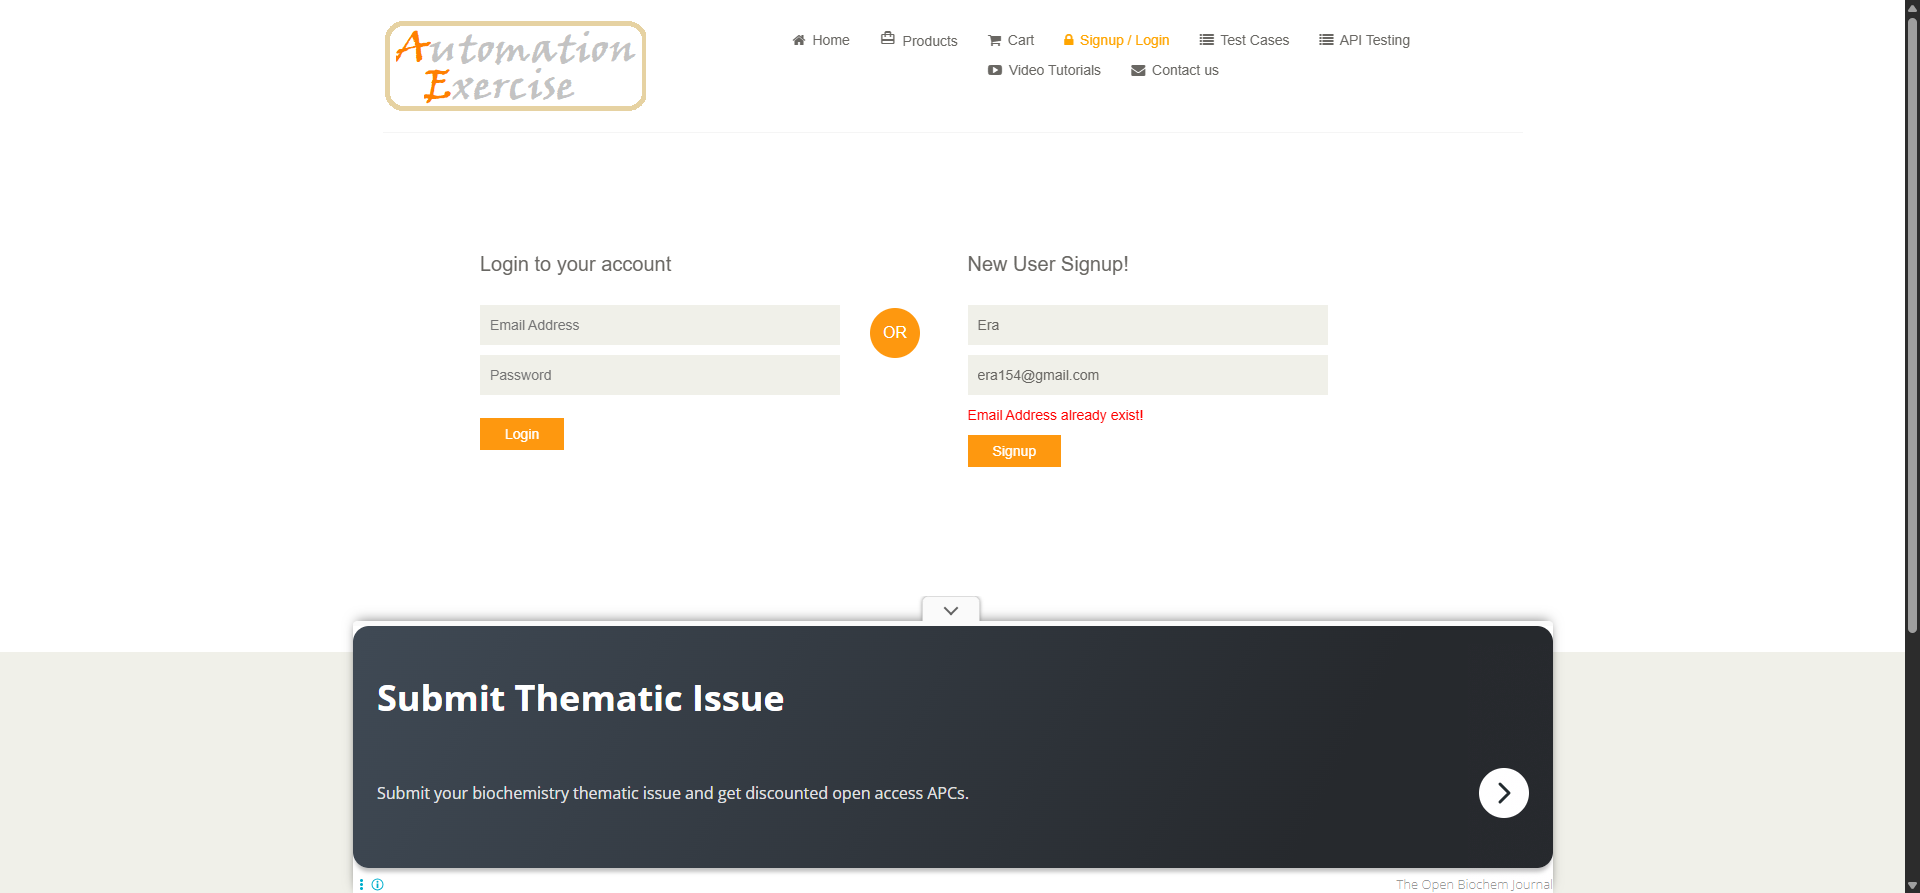 Automation
Exercise
Home
Products
Cart
Signup / Login
Test Cases
API Testing
Video Tutorials
Contact us
Login to your account
Email Address
Password
Login
OR
New User Signup!
Era
era154@gmail.com
Email Address already exist!
Signup
Submit Thematic Issue
Submit your biochemistry thematic issue and get discounted open access APCs.
The Open Biochem Journal